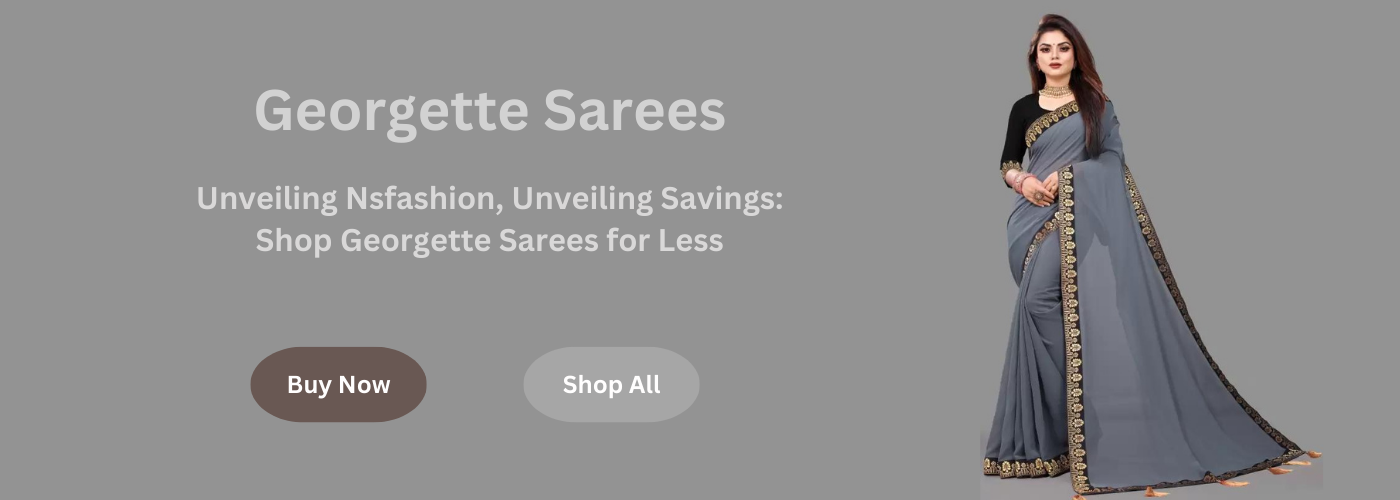 Georgette Sarees
Unveiling Nsfashion, Unveiling Savings:
Shop Georgette Sarees for Less
Buy Now
Shop All